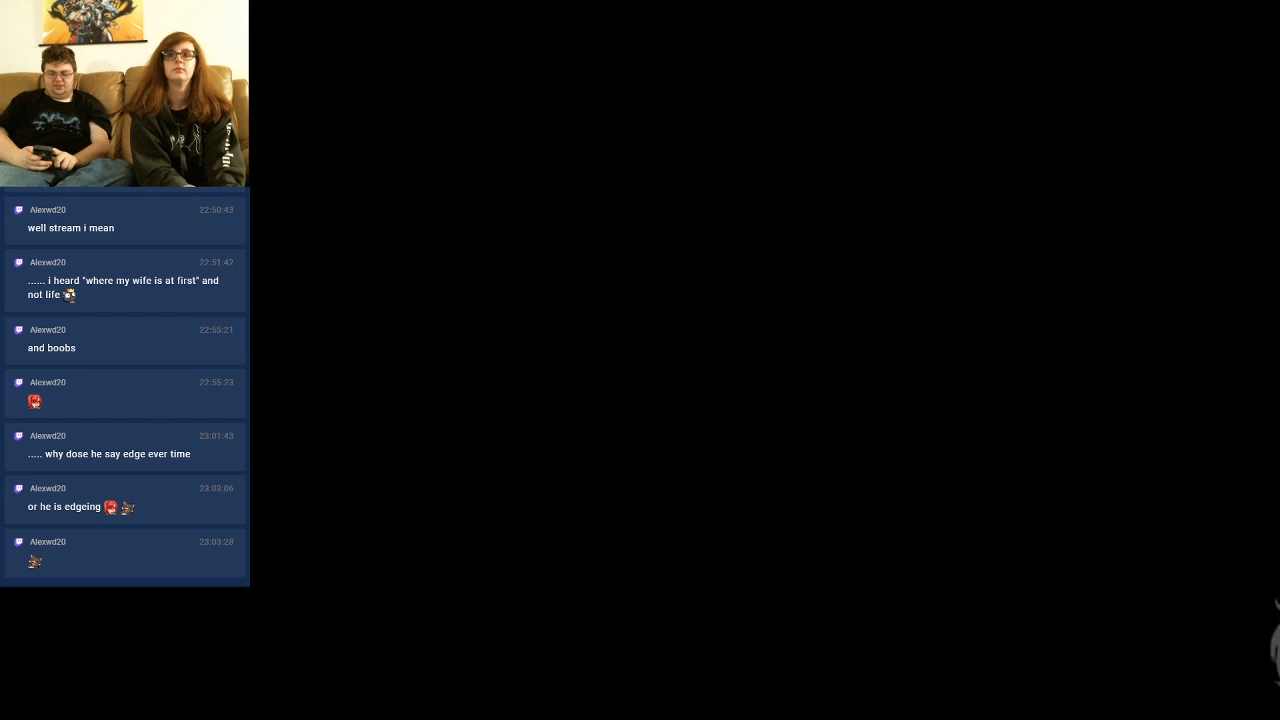 Alexwd20 22:50:43
well stream i mean
Alexwd20 22:51:42
...... i heard "where my wife is at first" and
not life
Alexwd20 22:55:21
and boobs
Alexwd20 22:55:23
Alexwd20 23:01:43
..... why dose he say edge ever time
Alexwd20 23:03:06
or he is edgeing
Alexwd20 23:03:28